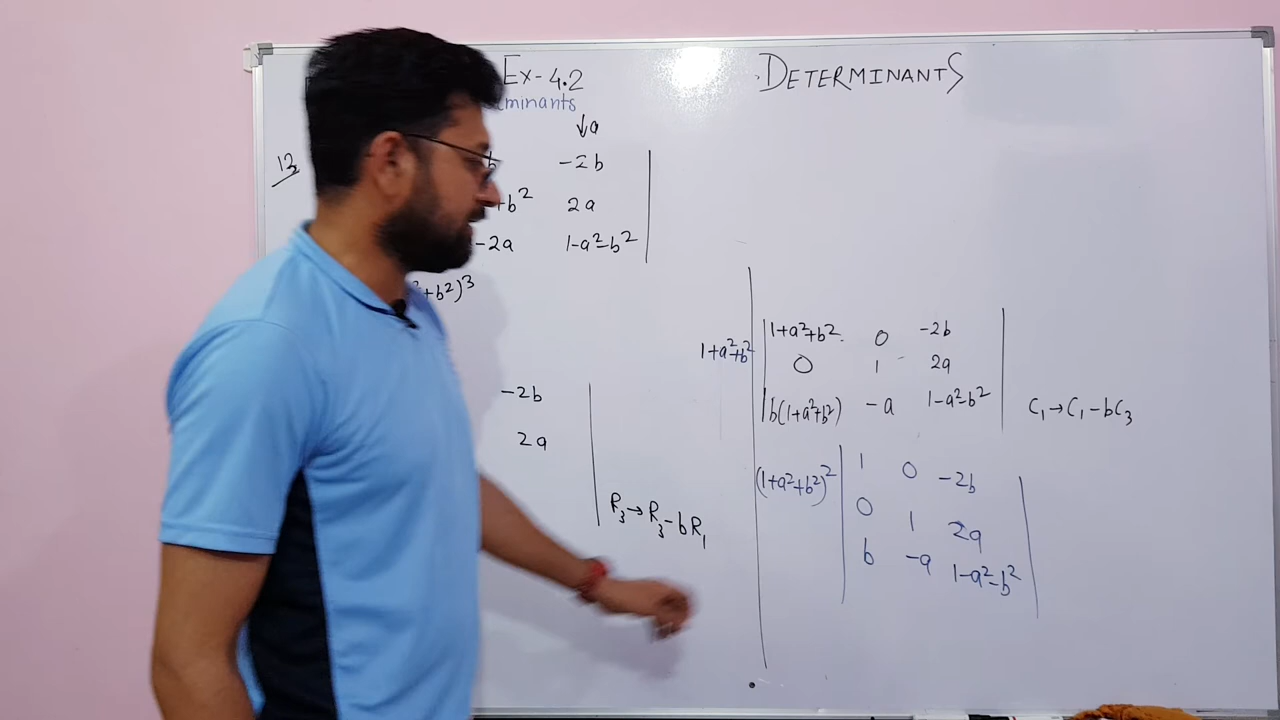 Ex-4.2
DETERMINANTS
minants
↓a
13
b -2b
+b² 2a
-2a 1-a²-b²
²+b²)³
-2b
2a
R₃→R₃-bR₁
1+a²+b² | 1+a²+b² 0 -2b |
0 1 2a
b(1+a²+b²) -a 1-a²-b²
C₁→C₁-bC₃
(1+a²+b²)² | 1 0 -2b |
0 1 2a
b -a 1-a²-b²